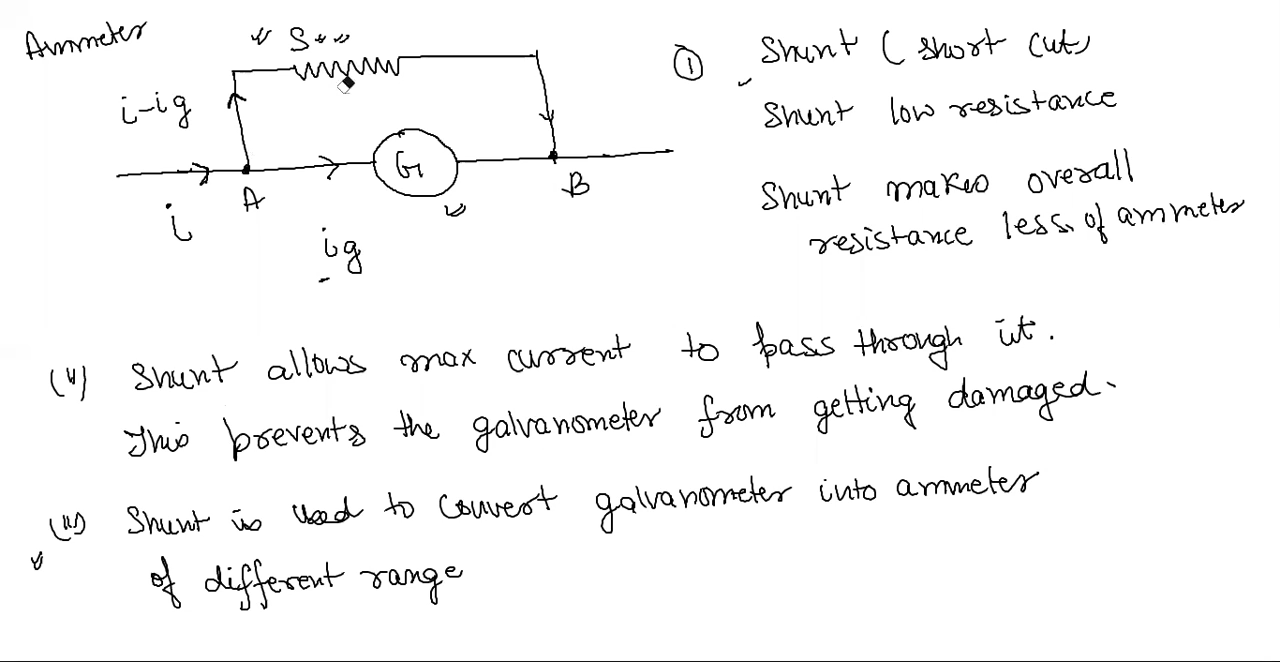 Ammeter
S
i-ig
i
A
G
B
ig
① Shunt ( short cut)
Shunt low resistance
Shunt makes overall
resistance less of ammeter
(ii) Shunt allows max current to pass through it.
This prevents the galvanometer from getting damaged.
(iii) Shunt is used to convert galvanometer into ammeter
of different range